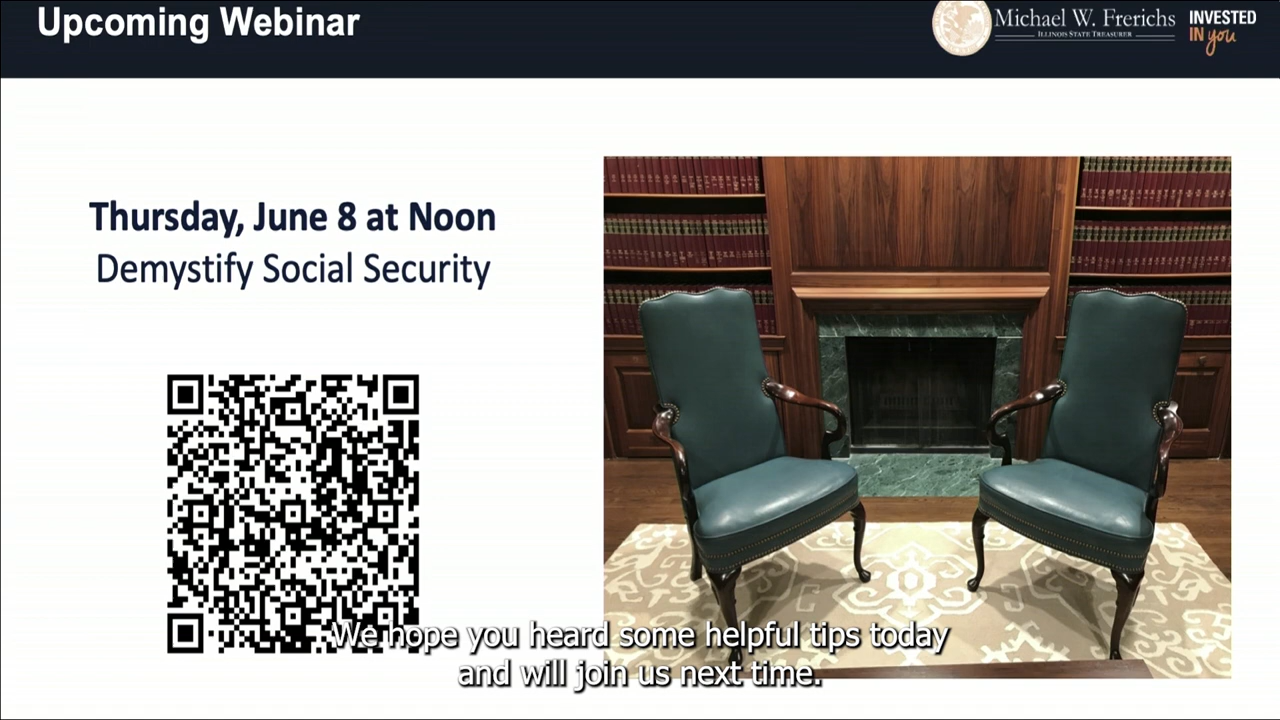 Upcoming Webinar
Michael W. Frerichs
ILLINOIS STATE TREASURER
INVESTED
IN you
Thursday, June 8 at Noon
Demystify Social Security
We hope you heard some helpful tips today
and will join us next time.